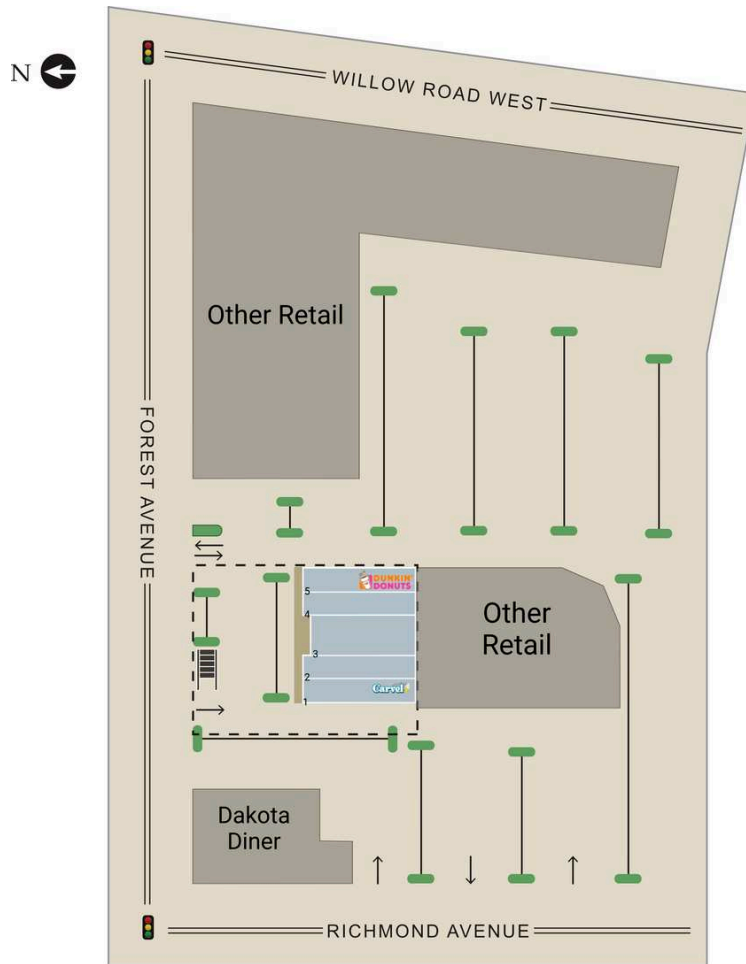 N
WILLOW ROAD WEST
Other Retail
FOREST AVENUE
DUNKIN'
DONUTS
5
4
3
2
Carvel
1
Other
Retail
Dakota
Diner
RICHMOND AVENUE